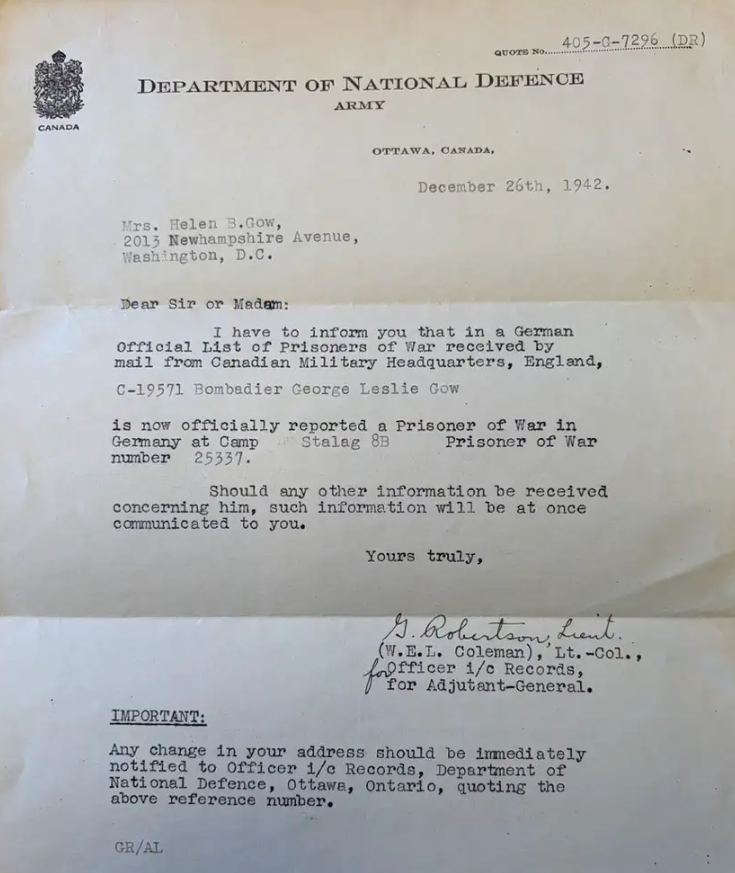 QUOTE NO. 405-G-7296 (DR)
DEPARTMENT OF NATIONAL DEFENCE
ARMY
CANADA
OTTAWA, CANADA,
December 26th, 1942.
Mrs. Helen B.Gow,
2013 Newhampshire Avenue,
Washington, D.C.
Dear Sir or Madam:
I have to inform you that in a German
Official List of Prisoners of War received by
mail from Canadian Military Headquarters, England,
C-19571 Bombadier George Leslie Gow
is now officially reported a Prisoner of War in
Germany at Camp Stalag 8B Prisoner of War
number 25337.
Should any other information be received
concerning him, such information will be at once
communicated to you.
Yours truly,
G. Robertson, Lieut.
(W.E.L. Coleman), Lt.-Col.,
for Officer i/c Records,
for Adjutant-General.
IMPORTANT:
Any change in your address should be immediately
notified to Officer i/c Records, Department of
National Defence, Ottawa, Ontario, quoting the
above reference number.
GR/AL